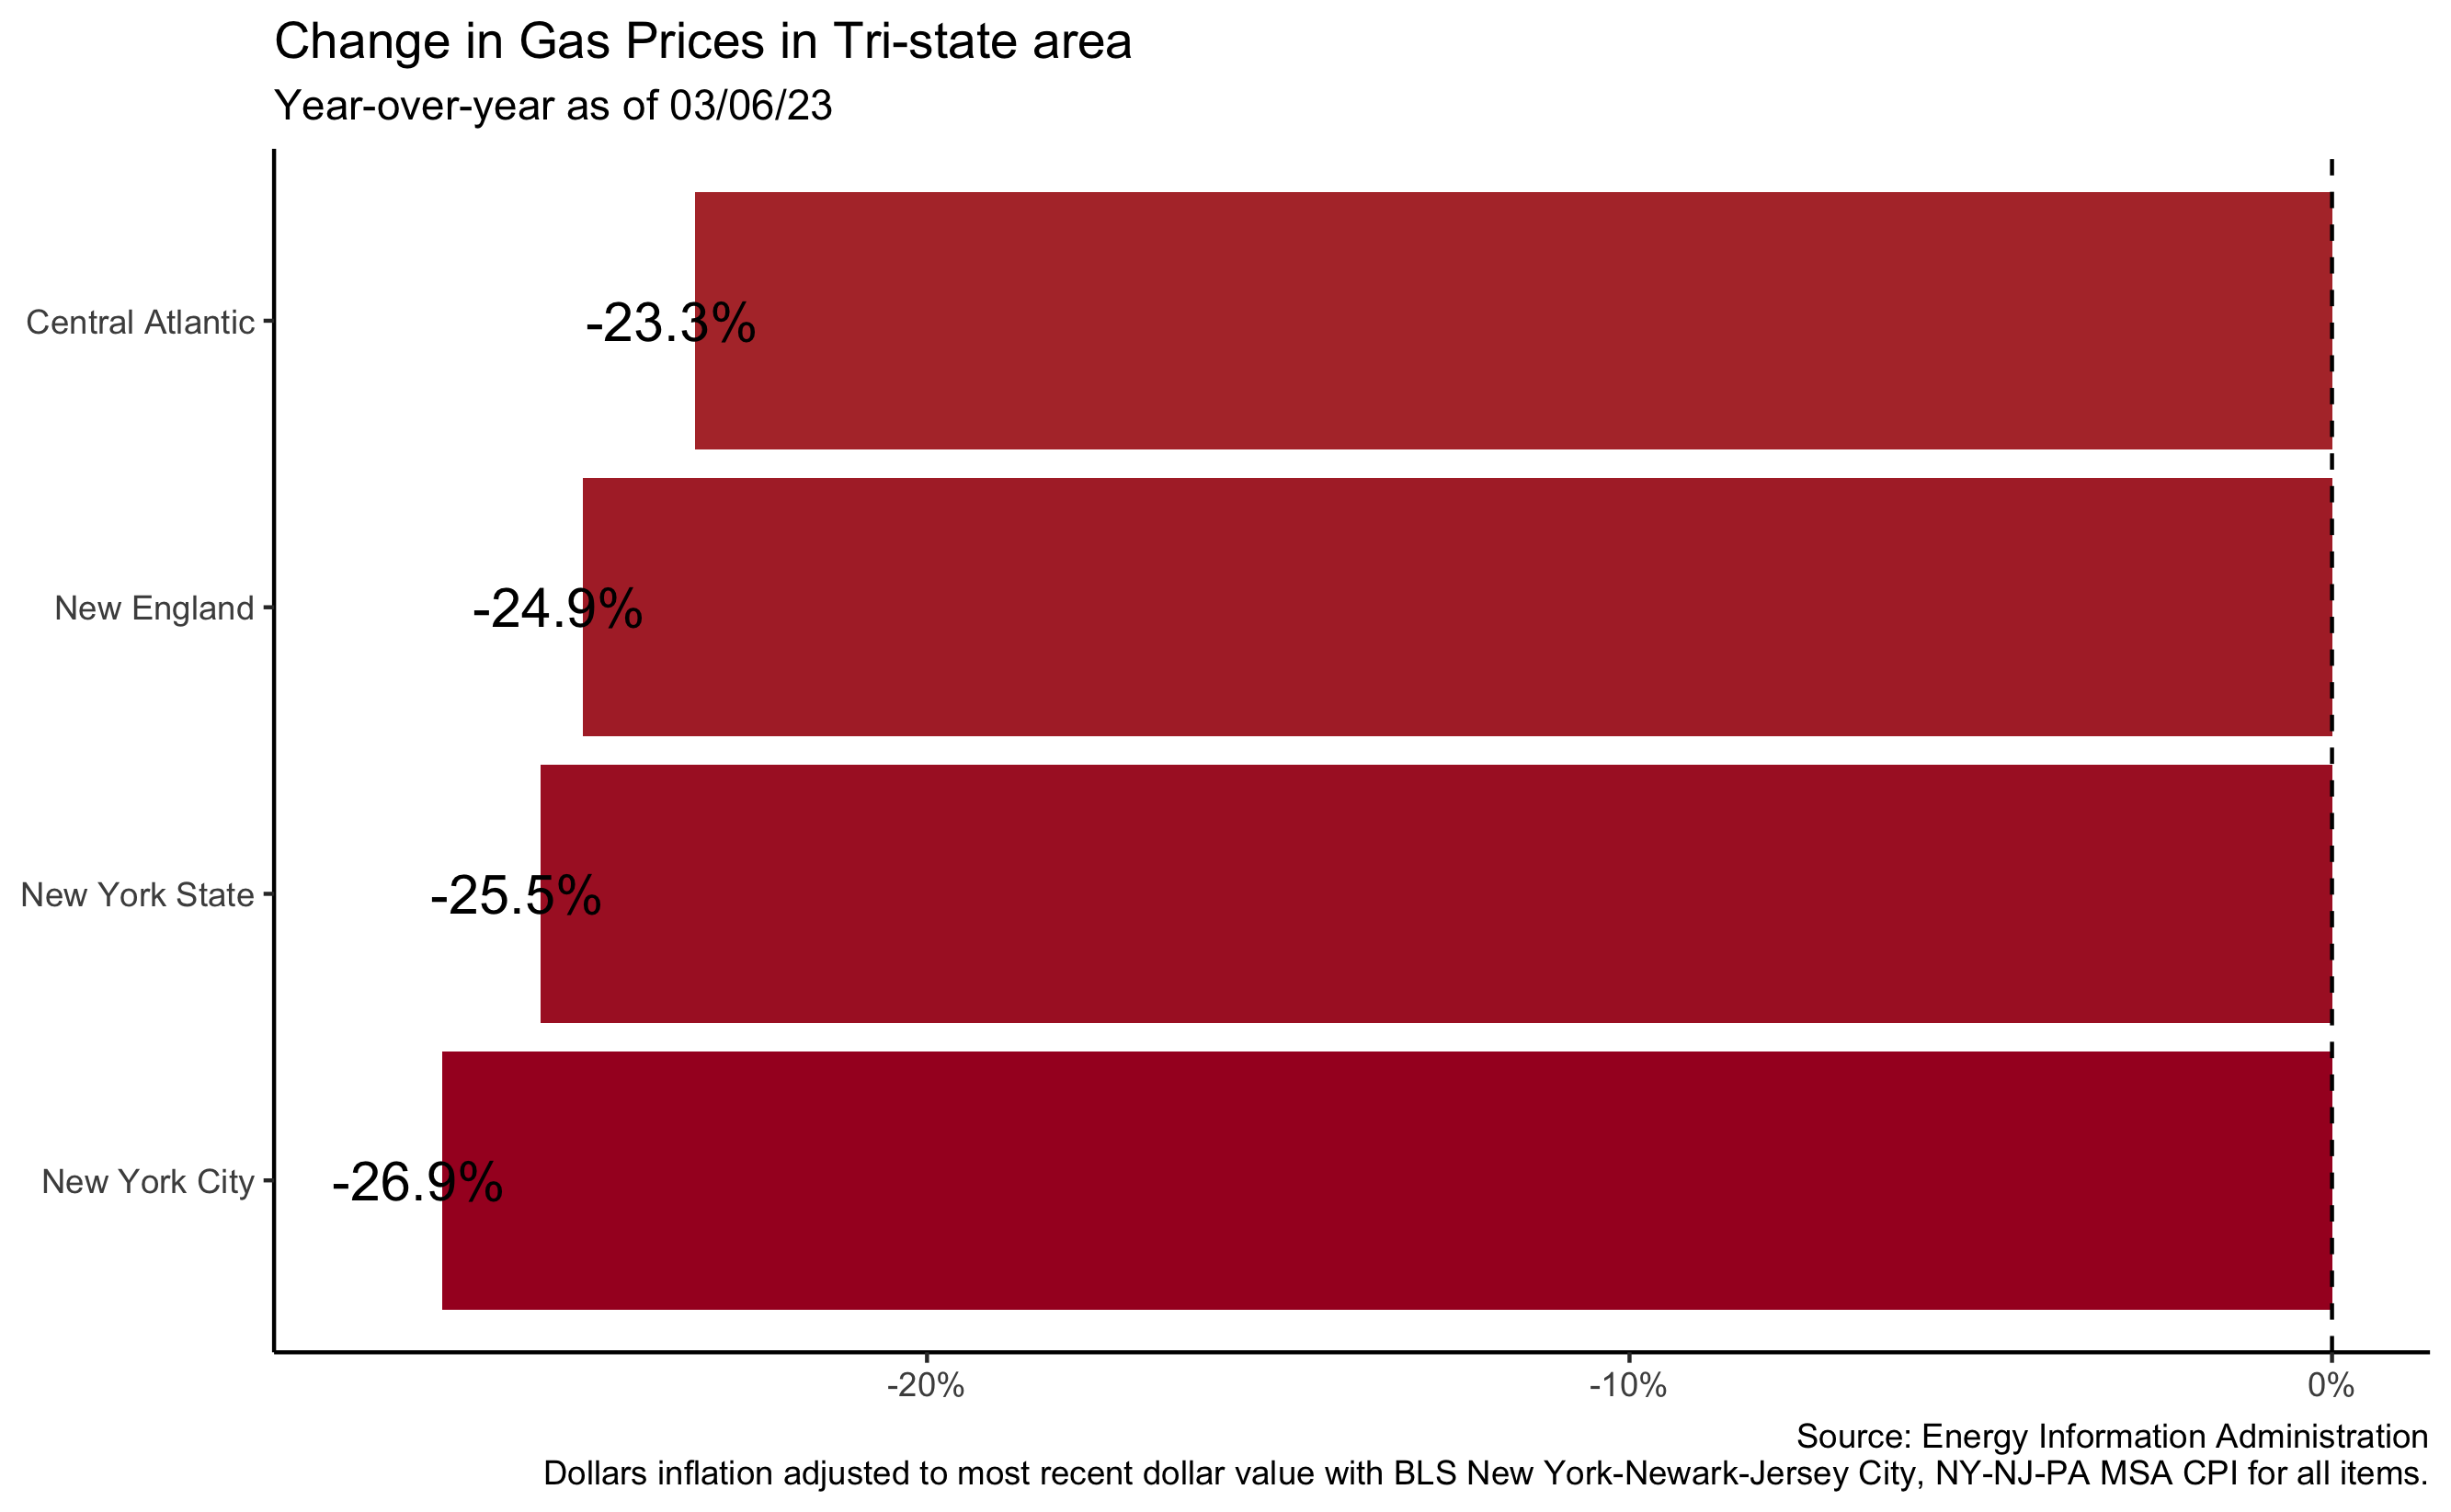 Change in Gas Prices in Tri-state area
Year-over-year as of 03/06/23
Central Atlantic
-23.3%
New England
-24.9%
New York State
-25.5%
New York City
-26.9%
-20%
-10%
0%
Source: Energy Information Administration
Dollars inflation adjusted to most recent dollar value with BLS New York-Newark-Jersey City, NY-NJ-PA MSA CPI for all items.